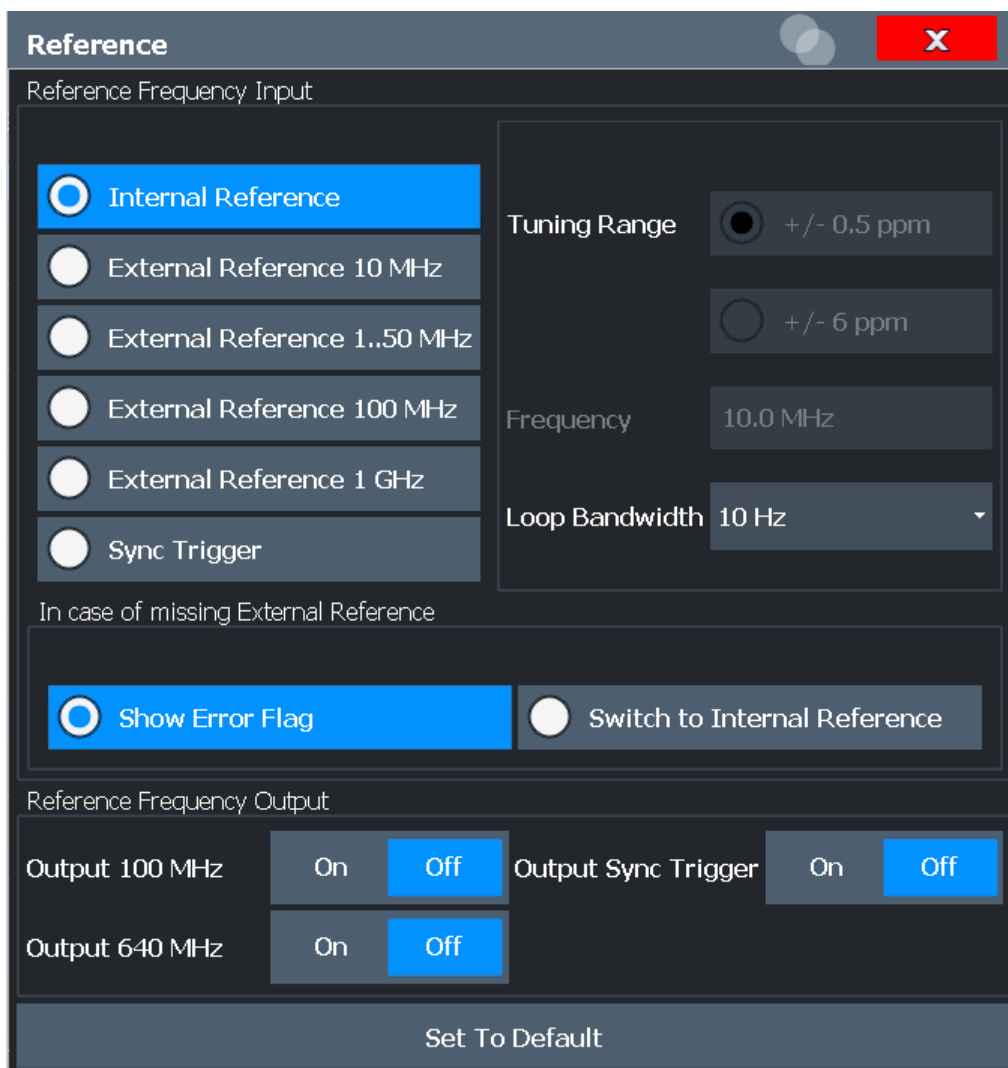 Reference
X
Reference Frequency Input
Internal Reference
External Reference 10 MHz
External Reference 1..50 MHz
External Reference 100 MHz
External Reference 1 GHz
Sync Trigger
Tuning Range
+/- 0.5 ppm
+/- 6 ppm
Frequency 10.0 MHz
Loop Bandwidth 10 Hz
In case of missing External Reference
Show Error Flag
Switch to Internal Reference
Reference Frequency Output
Output 100 MHz On Off
Output Sync Trigger On Off
Output 640 MHz On Off
Set To Default